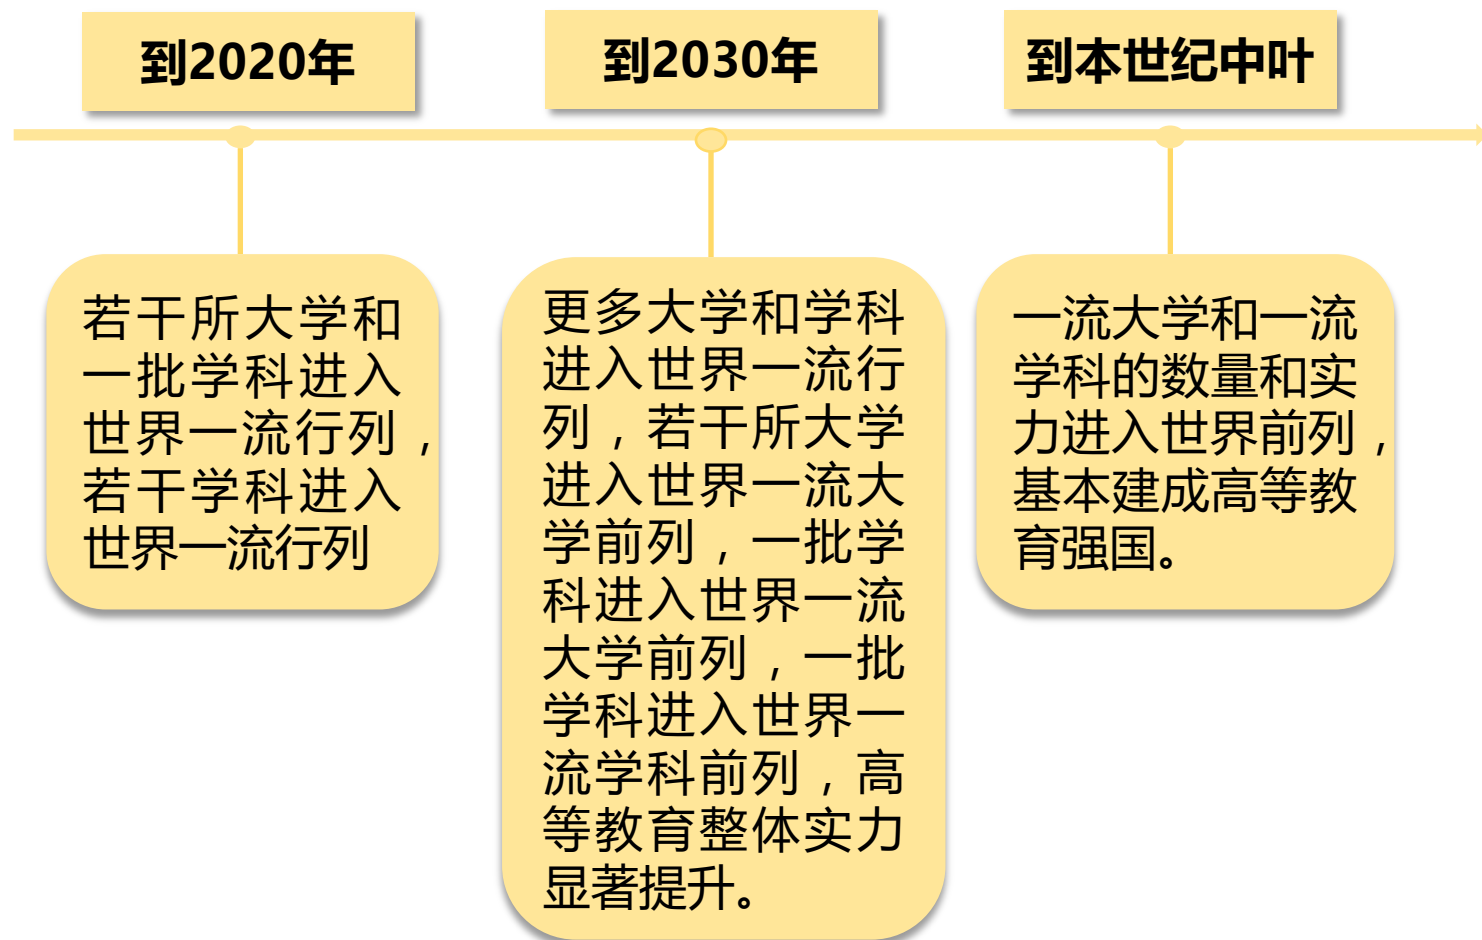 到2020年
到2030年
到本世纪中叶
若干所大学和
一批学科进入
世界一流行列，
若干学科进入
世界一流行列
更多大学和学科
进入世界一流行
列，若干所大学
进入世界一流大
学前列，一批学
科进入世界一流
大学前列，一批
学科进入世界一
流学科前列，高
等教育整体实力
显著提升。
一流大学和一流
学科的数量和实
力进入世界前列，
基本建成高等教
育强国。